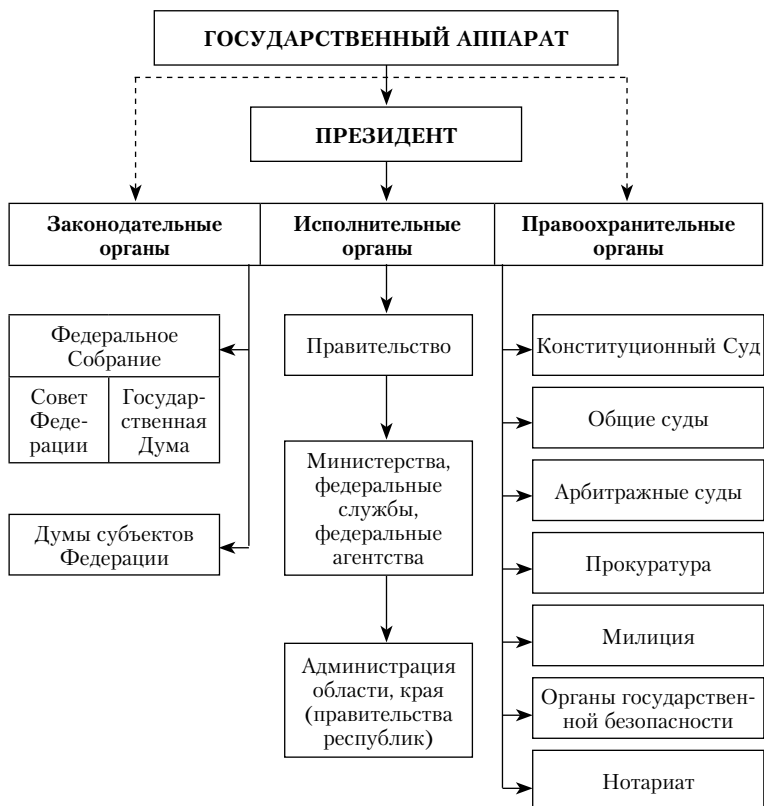 ГОСУДАРСТВЕННЫЙ АППАРАТ
ПРЕЗИДЕНТ
Законодательные
органы
Исполнительные
органы
Правоохранительные
органы
Федеральное
Собрание
Совет
Феде-
рации
Государ-
ственная
Дума
Думы субъектов
Федерации
Правительство
Министерства,
федеральные
службы,
федеральные
агентства
Администрация
области, края
(правительства
республик)
Конституционный Суд
Общие суды
Арбитражные суды
Прокуратура
Милиция
Органы государствен-
ной безопасности
Нотариат